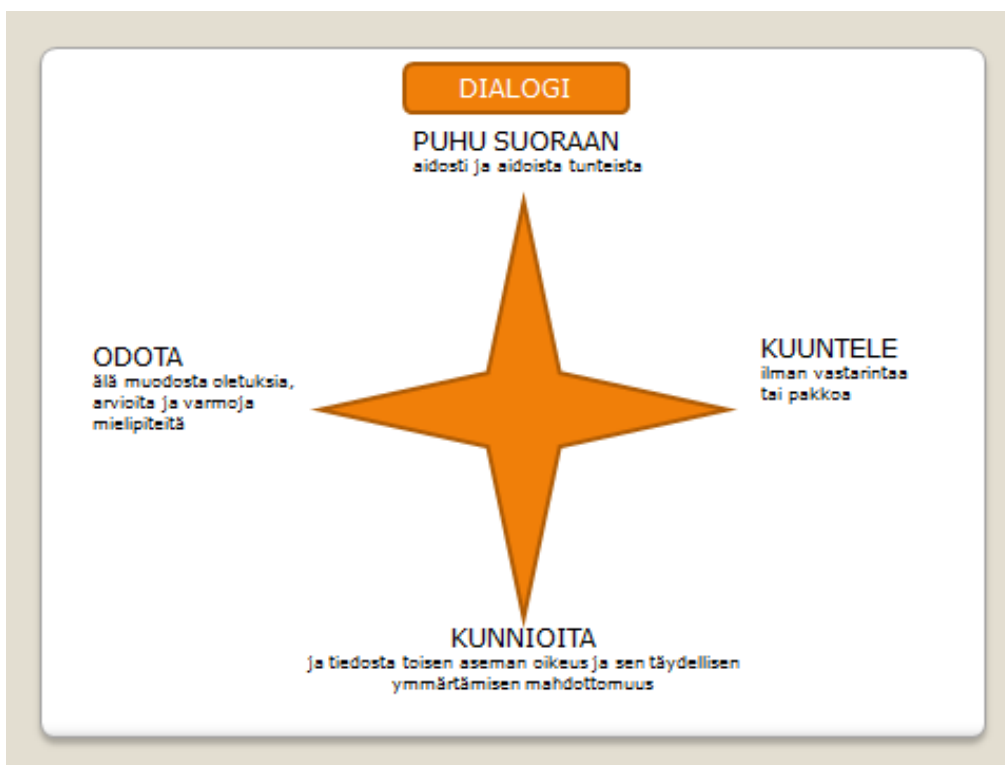 DIALOGI
PUHU SUORAAN
aidosti ja aidoista tunteista
ODOTA
älä muodosta oletuksia,
arvioita ja varmoja
mielipiteitä
KUUNTELE
ilman vastarintaa
tai pakkoa
KUNNIOITA
ja tiedosta toisen aseman oikeus ja sen täydellisen
ymmärtämisen mahdottomuus